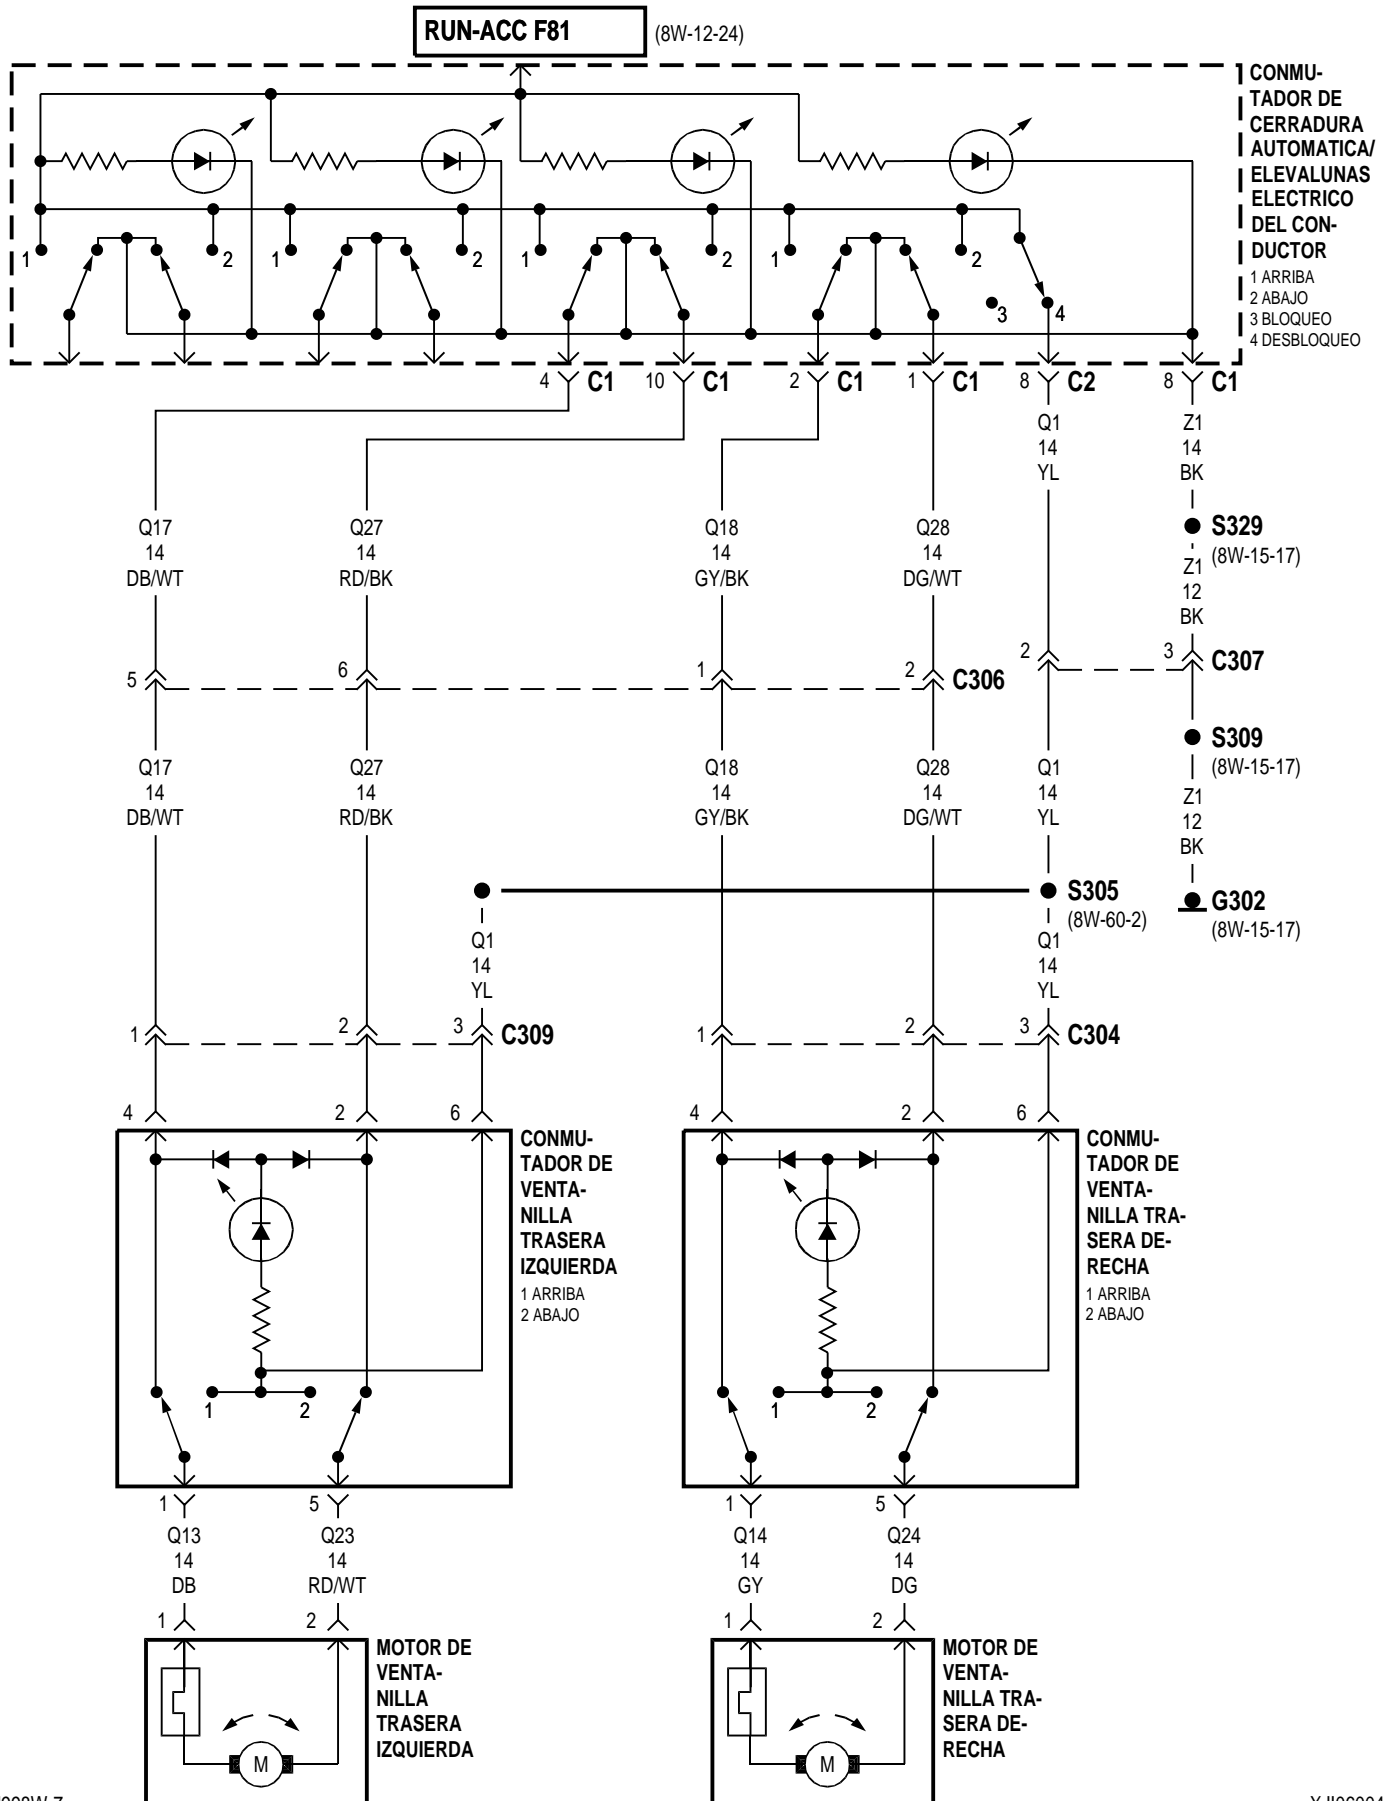 RUN-ACC F81 (8W-12-24)
CONMU-
TADOR DE
CERRADURA
AUTOMATICA/
ELEVALUNAS
ELECTRICO
DEL CON-
DUCTOR
1 ARRIBA
2 ABAJO
3 BLOQUEO
4 DESBLOQUEO
1 2 1 2 1 2 1 2
3 4
4 C1 10 C1 2 C1 1 C1 8 C2 8 C1
Q1 Z1
14 14
YL BK
Q17 Q27 Q18 Q28 S329
14 14 14 14 (8W-15-17)
DB/WT RD/BK GY/BK DG/WT Z1
12
BK
2 3 C307
5 6 1 2 C306
S309
(8W-15-17)
Q17 Q27 Q18 Q28 Q1 Z1
14 14 14 14 14 12
DB/WT RD/BK GY/BK DG/WT YL BK
S305 G302
(8W-60-2) (8W-15-17)
Q1 Q1
14 14
YL YL
1 2 3 C309 1 2 3 C304
4 2 6 4 2 6
CONMU-
TADOR DE
VENTA-
NILLA
TRASERA
IZQUIERDA
1 ARRIBA
2 ABAJO
CONMU-
TADOR DE
VENTA-
NILLA TRA-
SERA DE-
RECHA
1 ARRIBA
2 ABAJO
1 2 1 2
1 5 1 5
Q13 Q23 Q14 Q24
14 14 14 14
DB RD/WT GY DG
1 2 1 2
MOTOR DE
VENTA-
NILLA
TRASERA
IZQUIERDA
MOTOR DE
VENTA-
NILLA TRA-
SERA DE-
RECHA
M M